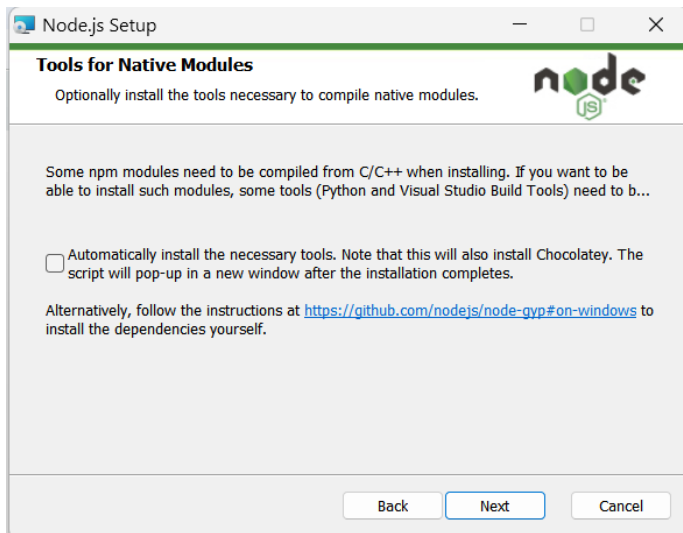 Node.js Setup
Tools for Native Modules
Optionally install the tools necessary to compile native modules.
node
JS
Some npm modules need to be compiled from C/C++ when installing. If you want to be
able to install such modules, some tools (Python and Visual Studio Build Tools) need to b...
Automatically install the necessary tools. Note that this will also install Chocolatey. The
script will pop-up in a new window after the installation completes.
Alternatively, follow the instructions at https://github.com/nodejs/node-gyp#on-windows to
install the dependencies yourself.
Back
Next
Cancel